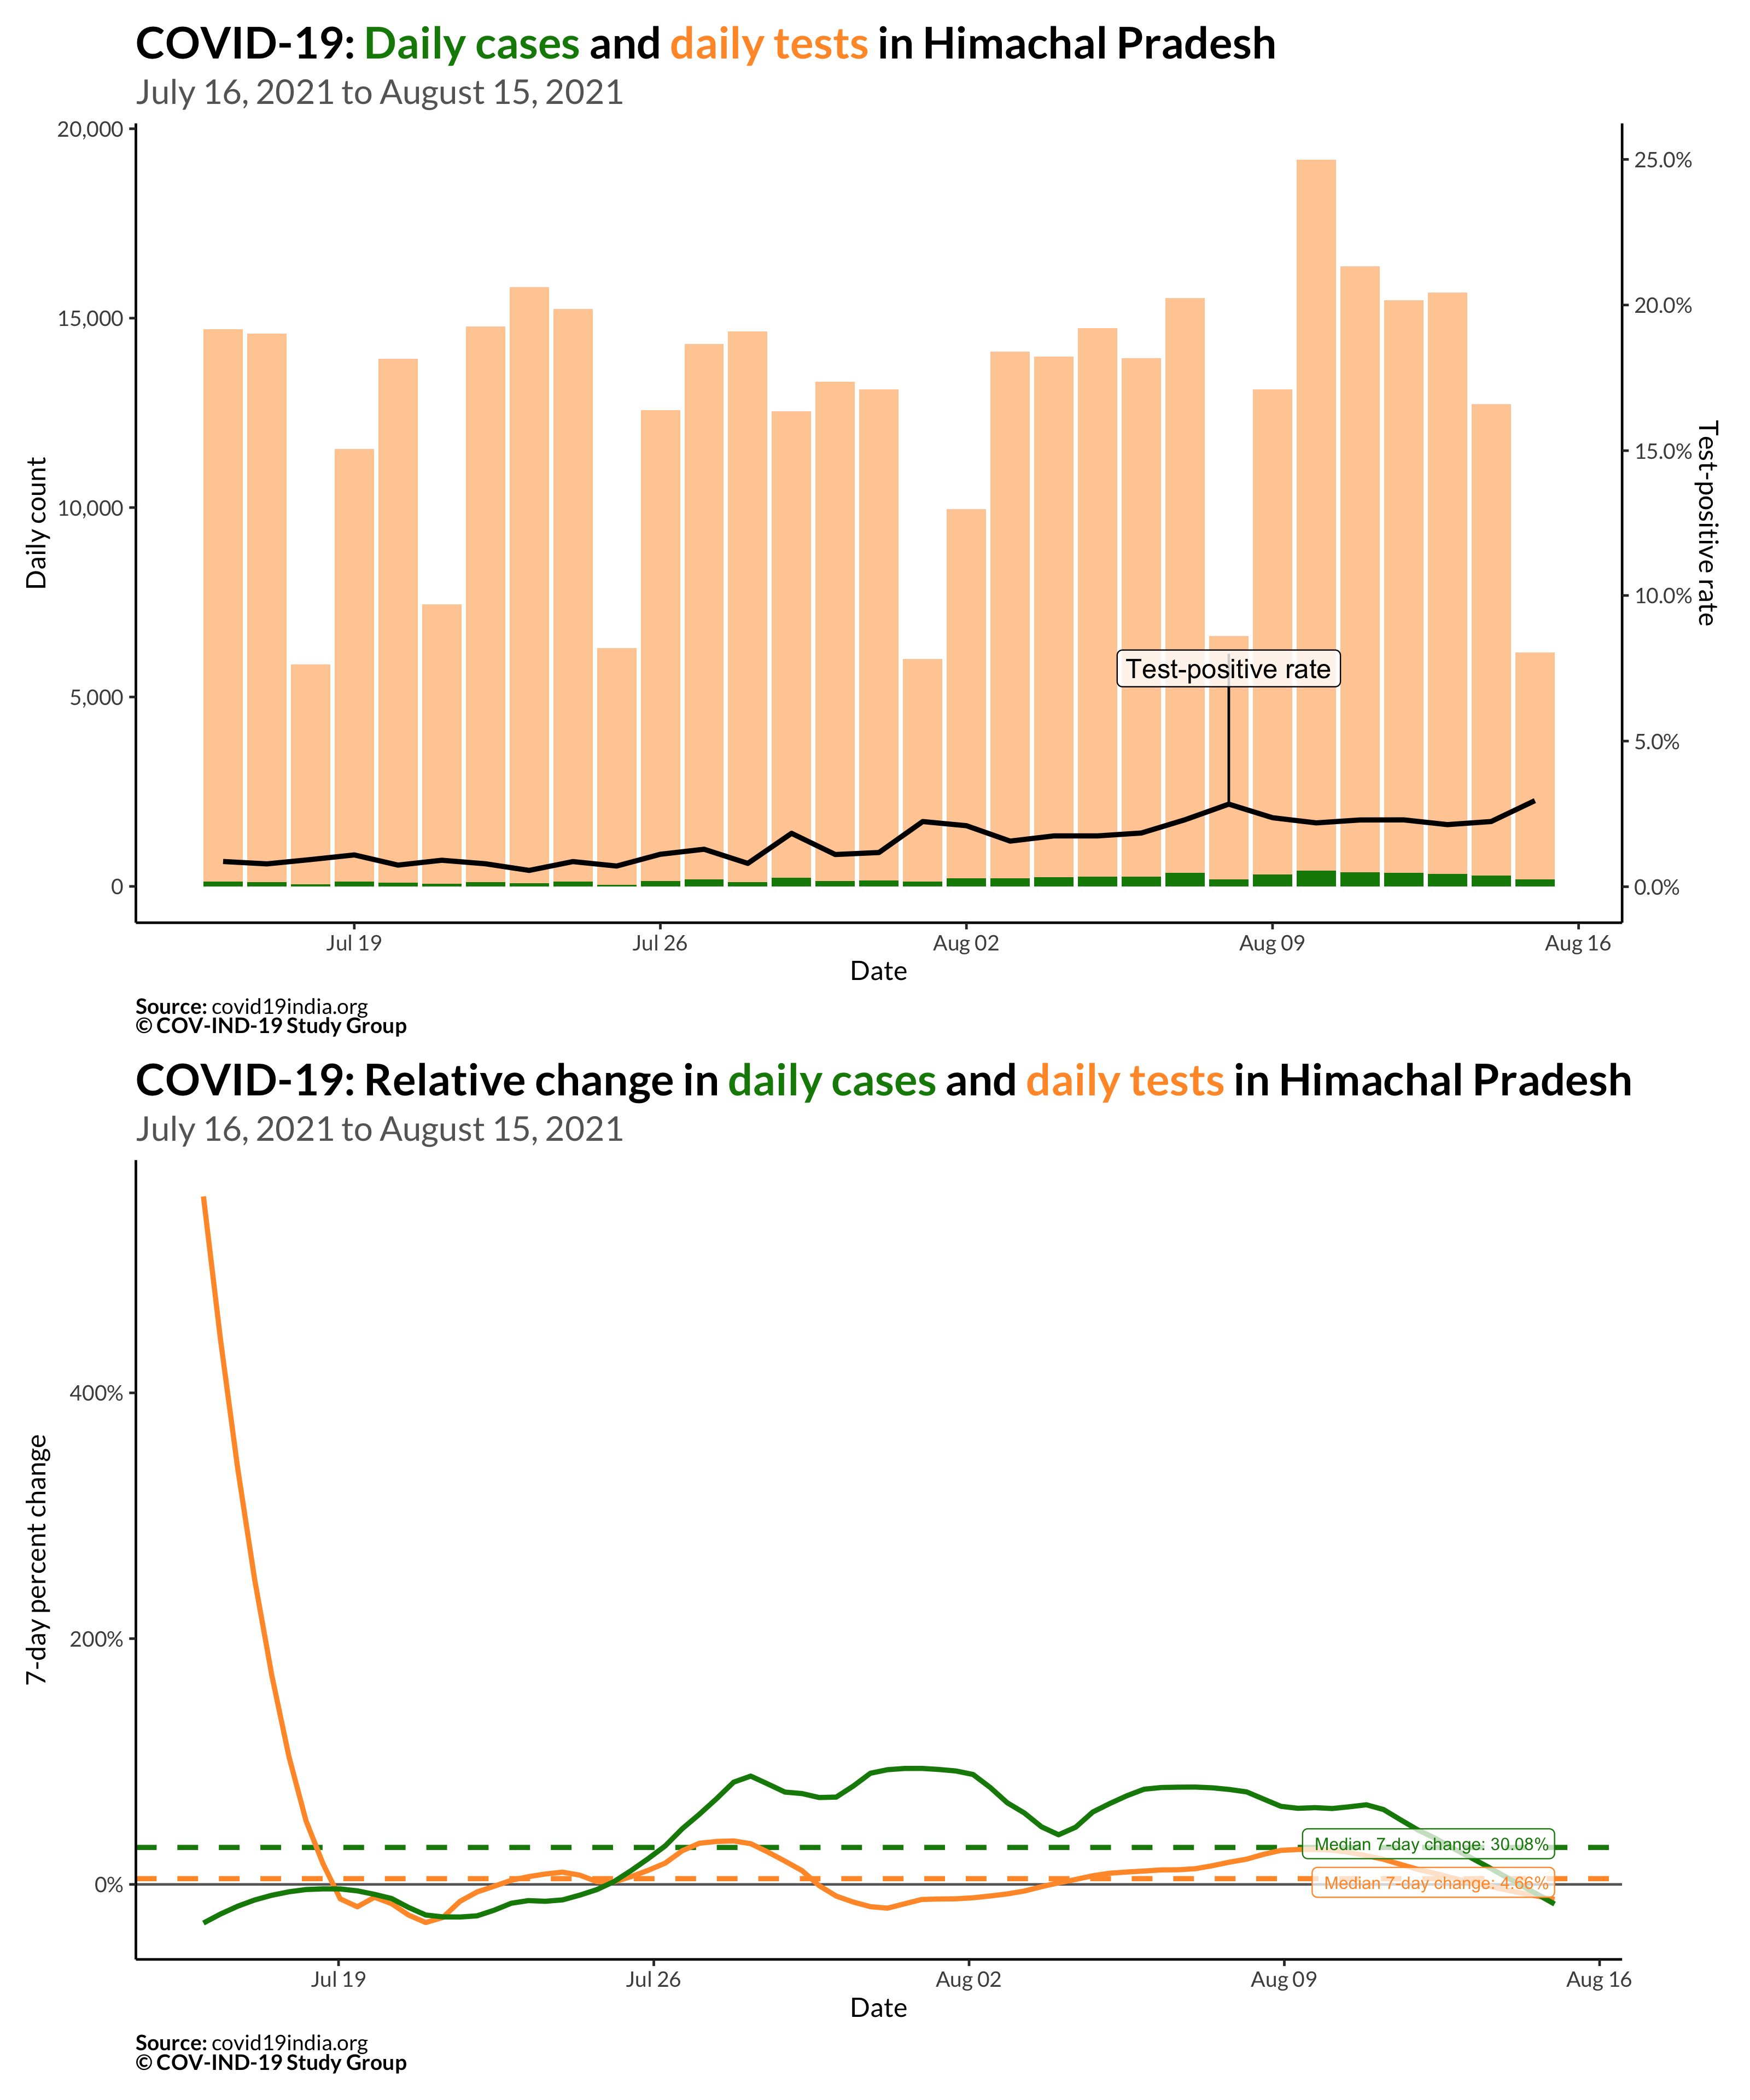 COVID-19: Daily cases and daily tests in Himachal Pradesh
July 16, 2021 to August 15, 2021
20,000
15,000
10,000
5,000
0
Daily count
25.0%
20.0%
15.0%
10.0%
5.0%
0.0%
Test-positive rate
Test-positive rate
Jul 19
Jul 26
Aug 02
Aug 09
Aug 16
Date
Source: covid19india.org
© COV-IND-19 Study Group
COVID-19: Relative change in daily cases and daily tests in Himachal Pradesh
July 16, 2021 to August 15, 2021
400%
200%
0%
7-day percent change
Median 7-day change: 30.08%
Median 7-day change: 4.66%
Jul 19
Jul 26
Aug 02
Aug 09
Aug 16
Date
Source: covid19india.org
© COV-IND-19 Study Group